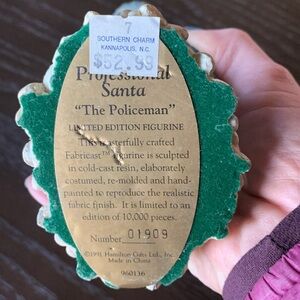 7
SOUTHERN CHARM
KANNAPOLIS, N.C.
$52.99
Professional
Santa
"The Policeman"
LIMITED EDITION FIGURINE
This masterfully crafted
Fabricast™ figurine is sculpted
in cold-cast resin, elaborately
costumed, re-molded and hand-
painted to reproduce the realistic
fabric finish. It is limited to an
edition of 10,000 pieces.
Number 01909
©1991 Hamilton Gifts Ltd., Inc.
Made in China
960136